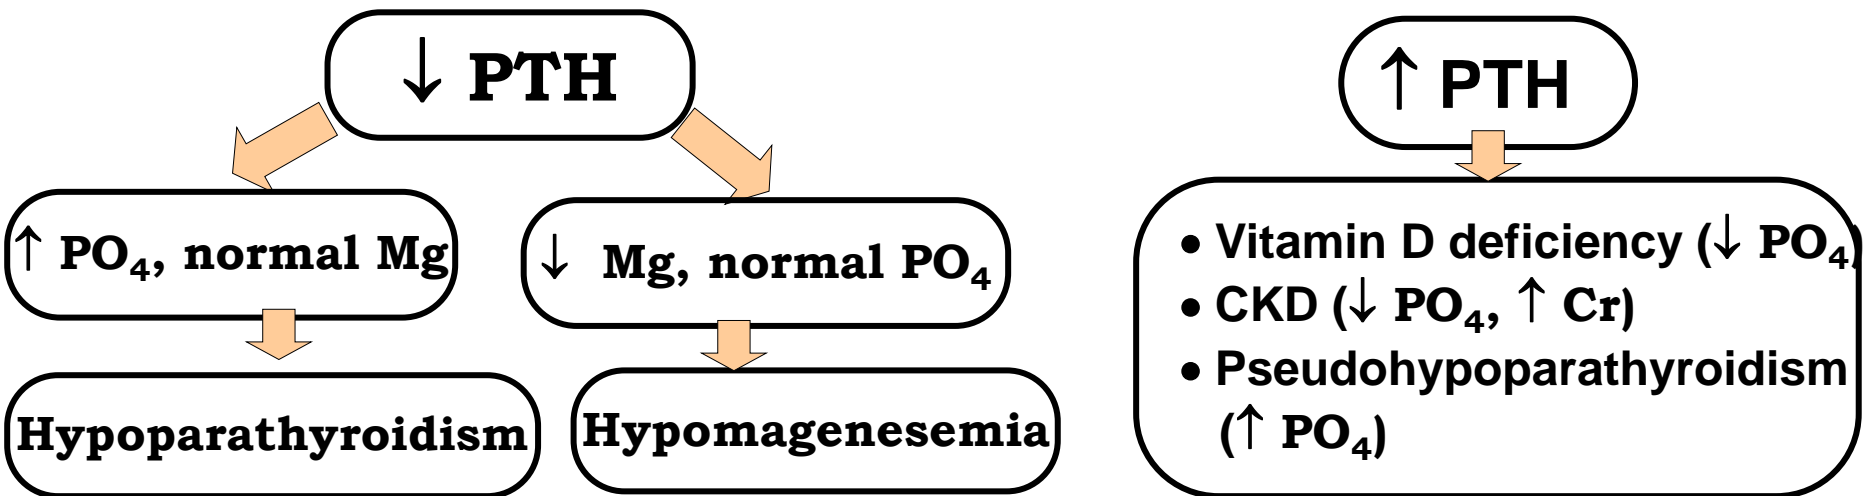 ↓ PTH
↑ PO₄, normal Mg
↓ Mg, normal PO₄
Hypoparathyroidism
Hypomagenesemia
↑ PTH
• Vitamin D deficiency (↓ PO₄)
• CKD (↓ PO₄, ↑ Cr)
• Pseudohypoparathyroidism
(↑ PO₄)